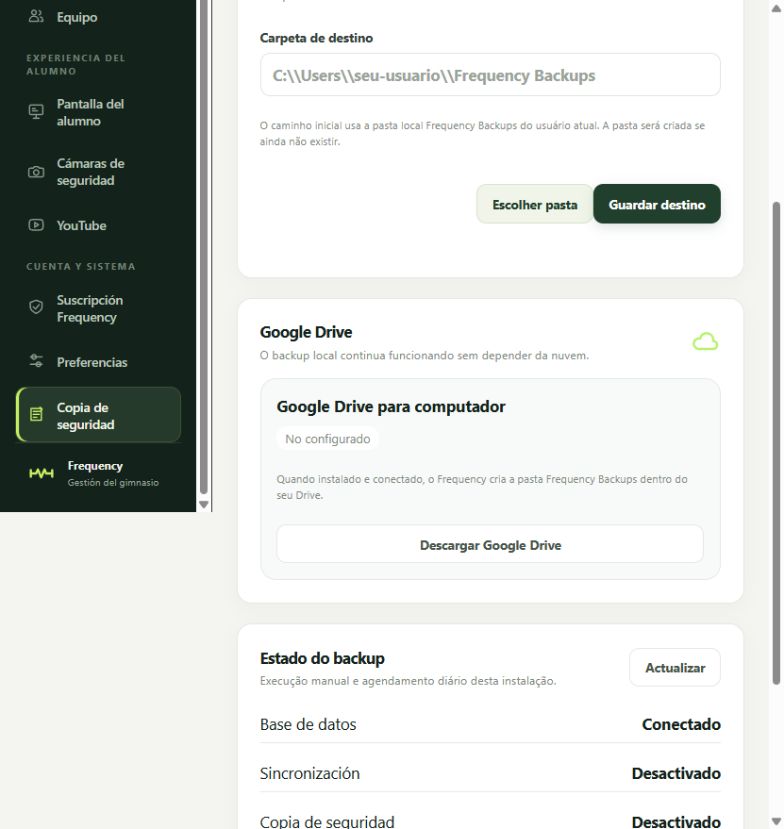 Equipo
EXPERIENCIA DEL
ALUMNO
Pantalla del
alumno
Cámaras de
seguridad
YouTube
CUENTA Y SISTEMA
Suscripción
Frequency
Preferencias
Copia de
seguridad
Frequency
Gestión del gimnasio
Carpeta de destino
C:\\Users\\seu-usuario\\Frequency Backups
O caminho inicial usa a pasta local Frequency Backups do usuário atual. A pasta será criada se
ainda não existir.
Escolher pasta
Guardar destino
Google Drive
O backup local continua funcionando sem depender da nuvem.
Google Drive para computador
No configurado
Quando instalado e conectado, o Frequency cria a pasta Frequency Backups dentro do
seu Drive.
Descargar Google Drive
Estado do backup
Actualizar
Execução manual e agendamento diário desta instalação.
Base de datos Conectado
Sincronización Desactivado
Copia de seguridad Desactivado